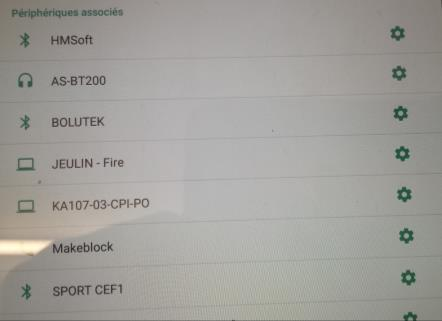 Périphériques associés
HMSoft
AS-BT200
BOLUTEK
JEULIN - Fire
KA107-03-CPI-PO
Makeblock
SPORT CEF1